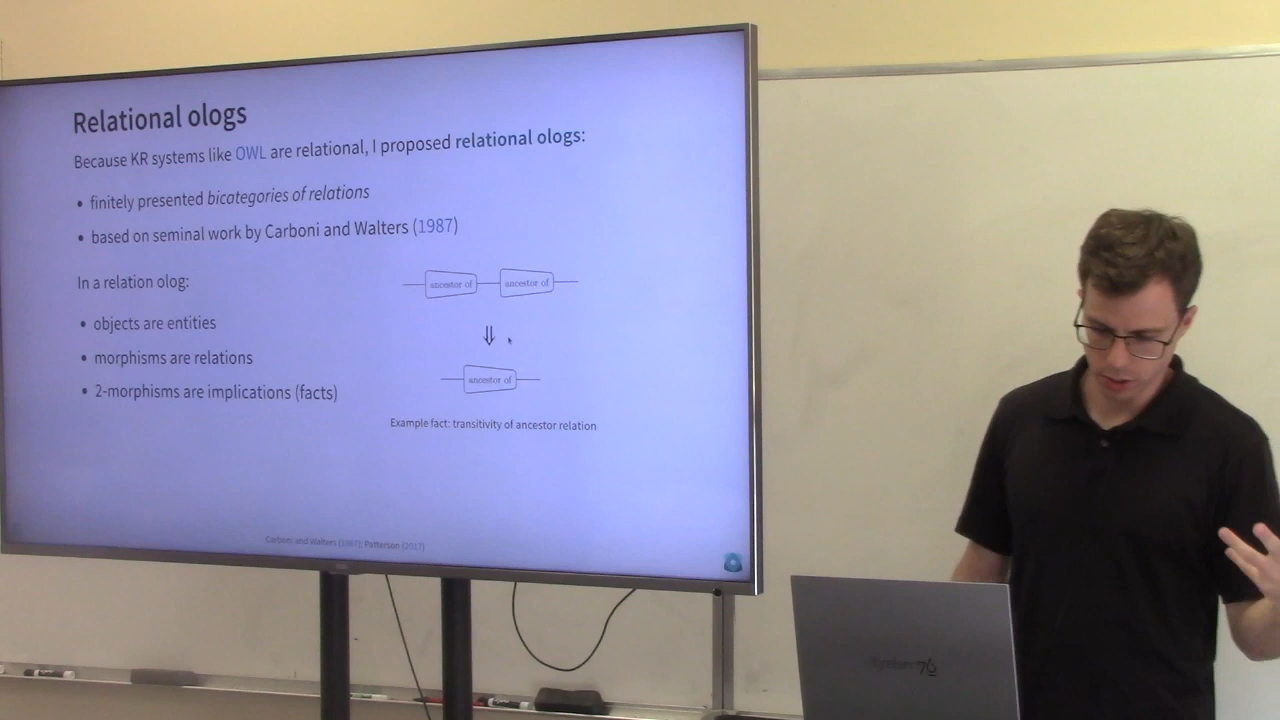 Relational ologs
Because KR systems like OWL are relational, I proposed relational ologs:
• finitely presented bicategories of relations
• based on seminal work by Carboni and Walters (1987)
In a relation olog:
• objects are entities
• morphisms are relations
• 2-morphisms are implications (facts)
ancestor of ancestor of
⇓
ancestor of
Example fact: transitivity of ancestor relation
Carboni and Walters (1987); Patterson (2017)
76